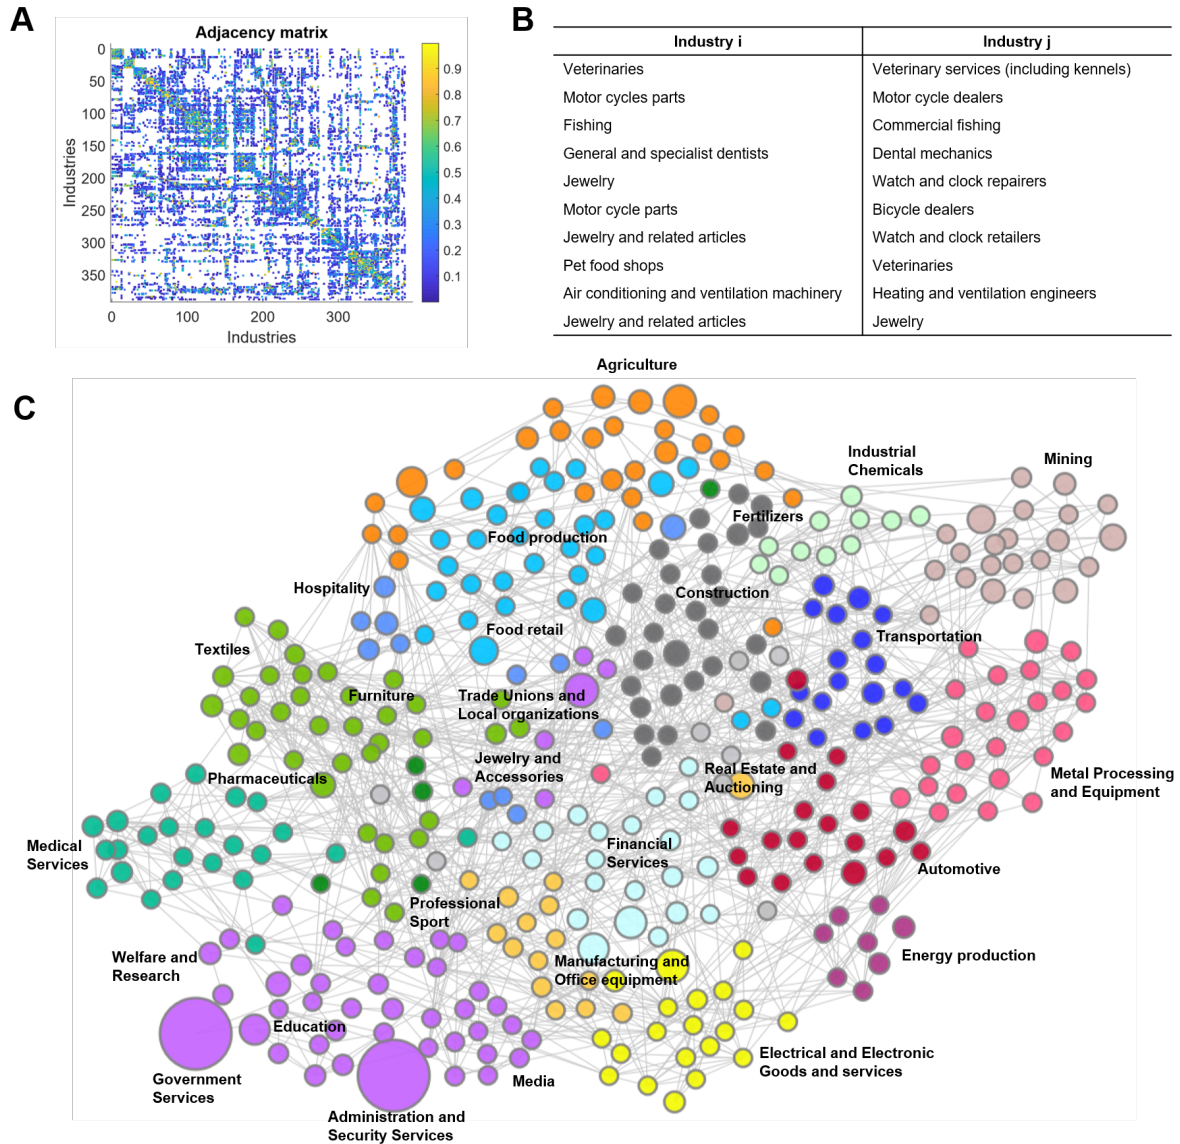 A
Adjacency matrix
0
50
100
150
200
250
300
350
Industries
0
100
200
300
Industries
0.9
0.8
0.7
0.6
0.5
0.4
0.3
0.2
0.1
B
Industry i Industry j
Veterinaries Veterinary services (including kennels)
Motor cycles parts Motor cycle dealers
Fishing Commercial fishing
General and specialist dentists Dental mechanics
Jewelry Watch and clock repairers
Motor cycle parts Bicycle dealers
Jewelry and related articles Watch and clock retailers
Pet food shops Veterinaries
Air conditioning and ventilation machinery Heating and ventilation engineers
Jewelry and related articles Jewelry
C
Agriculture
Industrial
Chemicals
Mining
Fertilizers
Food production
Hospitality
Construction
Food retail
Transportation
Textiles
Furniture
Trade Unions and
Local organizations
Jewelry and
Accessories
Real Estate and
Auctioning
Metal Processing
and Equipment
Pharmaceuticals
Medical
Services
Financial
Services
Automotive
Professional
Sport
Welfare and
Research
Manufacturing and
Office equipment
Energy production
Education
Government
Services
Media
Electrical and Electronic
Goods and services
Administration and
Security Services